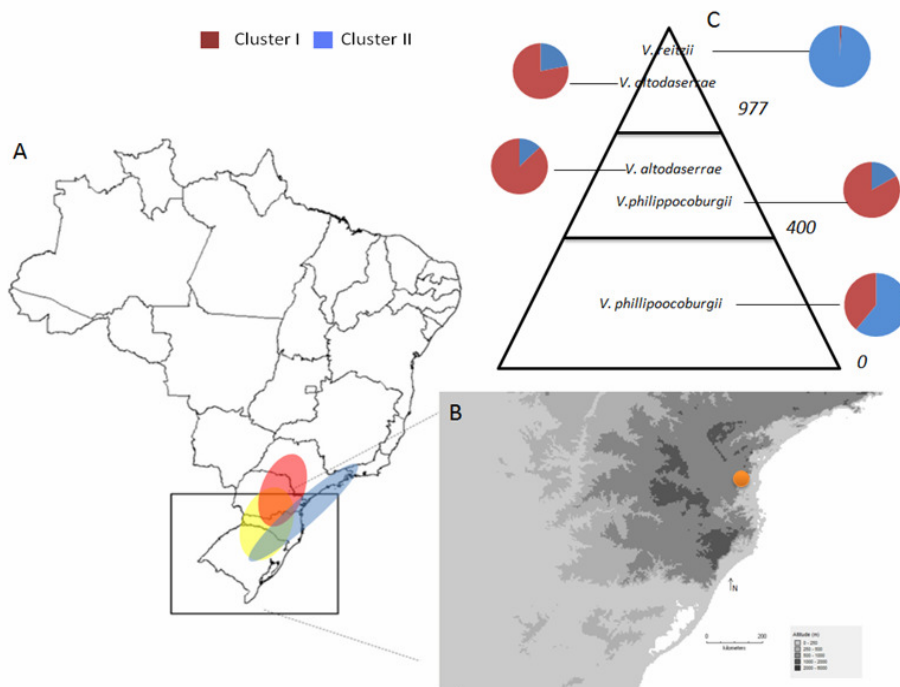 Cluster I Cluster II
A
C
V. reitzii
V. altodaserrae
977
V. altodaserrae
V.philippocoburgii
400
V. phillipoocoburgii
0
B
N
0 200
kilometers
Altitude (m)
0 - 250
250 - 500
500 - 1000
1000 - 2000
2000 - 6000